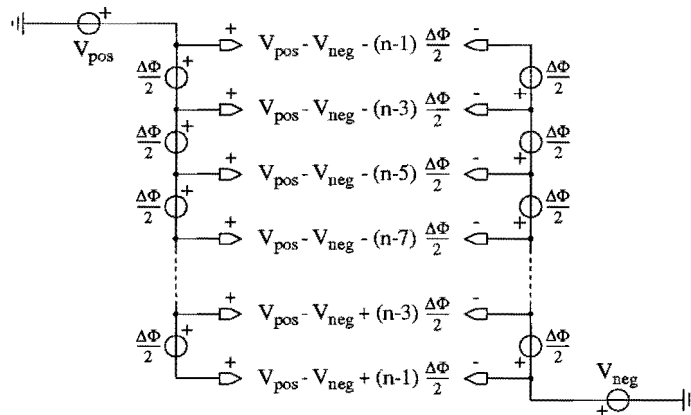 +
V_pos
+ V_pos - V_neg - (n-1) ΔΦ/2 -
ΔΦ/2 + + ΔΦ/2
+ V_pos - V_neg - (n-3) ΔΦ/2 -
ΔΦ/2 + + ΔΦ/2
+ V_pos - V_neg - (n-5) ΔΦ/2 -
ΔΦ/2 + + ΔΦ/2
+ V_pos - V_neg - (n-7) ΔΦ/2 -
+ V_pos - V_neg + (n-3) ΔΦ/2 -
ΔΦ/2 + + ΔΦ/2
+ V_pos - V_neg + (n-1) ΔΦ/2 -
V_neg
+